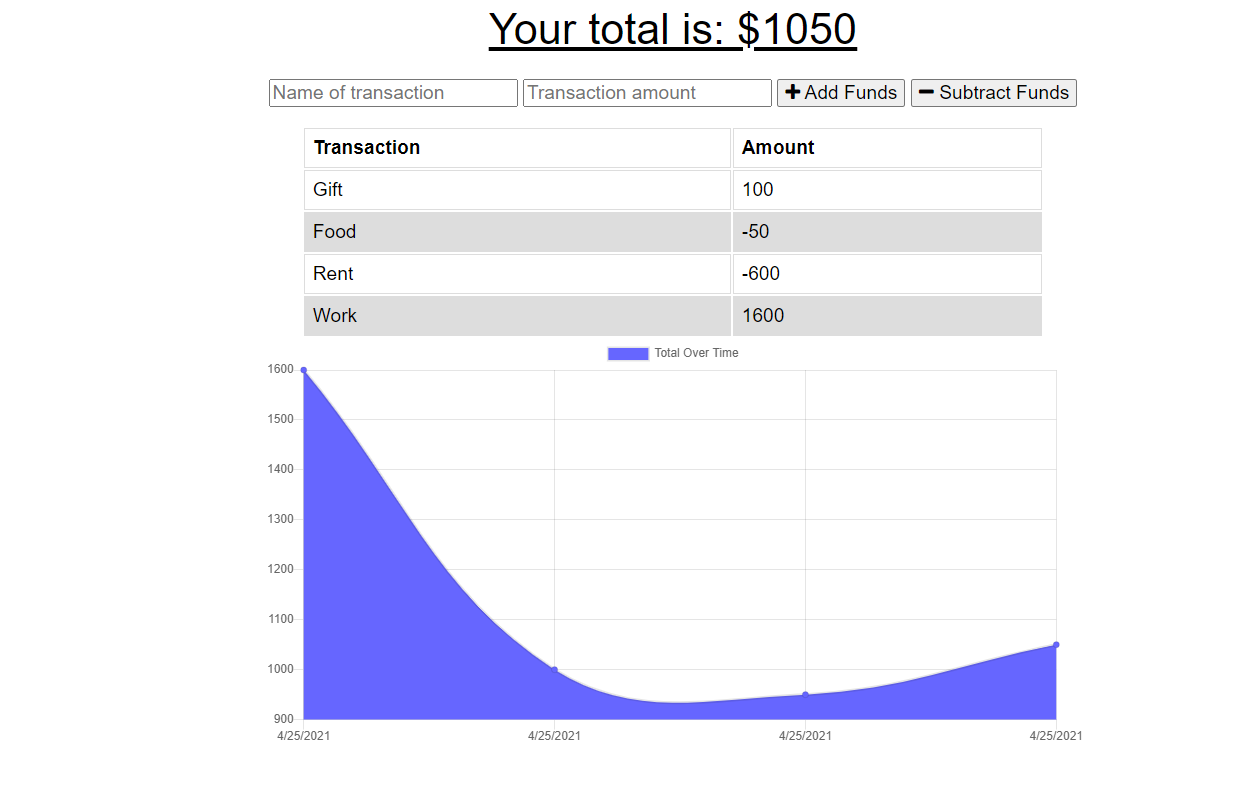 Your total is: $1050
Name of transaction Transaction amount Add Funds Subtract Funds
Transaction Amount
Gift 100
Food -50
Rent -600
Work 1600
Total Over Time
1600
1500
1400
1300
1200
1100
1000
900
4/25/2021 4/25/2021 4/25/2021 4/25/2021